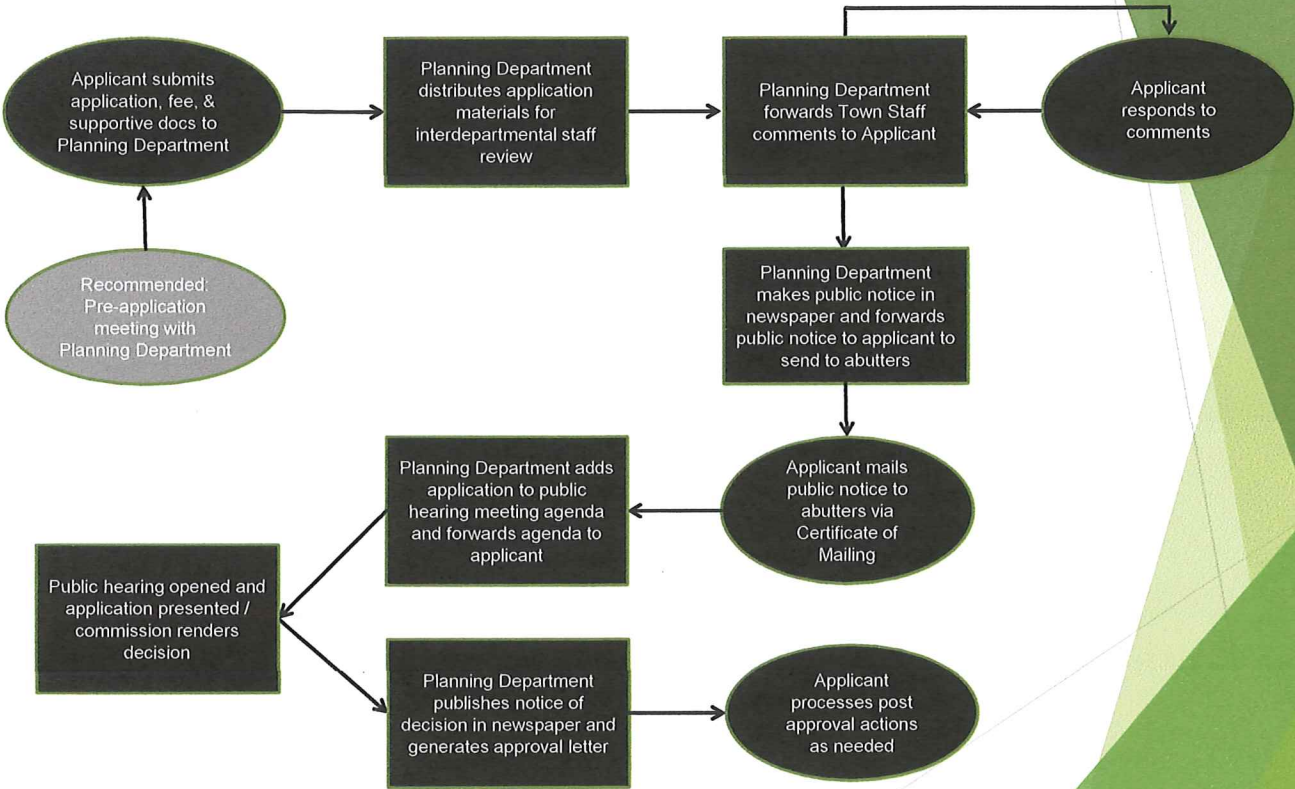 Applicant submits
application, fee, &
supportive docs to
Planning Department
Planning Department
distributes application
materials for
interdepartmental staff
review
Planning Department
forwards Town Staff
comments to Applicant
Applicant
responds to
comments
Recommended:
Pre-application
meeting with
Planning Department
Planning Department
makes public notice in
newspaper and forwards
public notice to applicant to
send to abutters
Applicant mails
public notice to
abutters via
Certificate of
Mailing
Planning Department adds
application to public
hearing meeting agenda
and forwards agenda to
applicant
Public hearing opened and
application presented /
commission renders
decision
Planning Department
publishes notice of
decision in newspaper and
generates approval letter
Applicant
processes post
approval actions
as needed